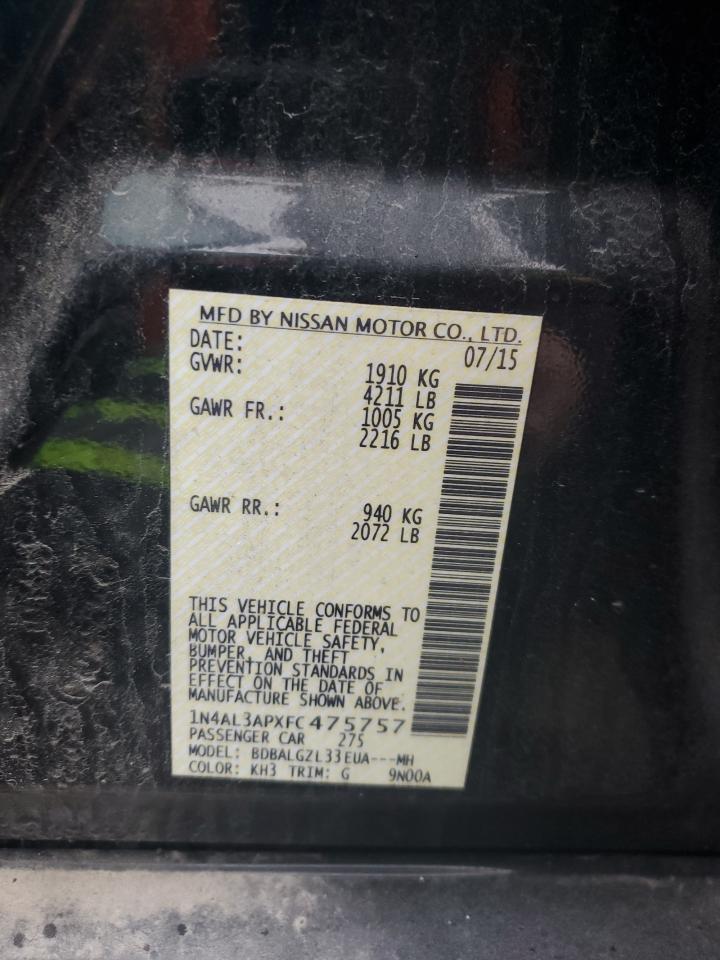 MFD BY NISSAN MOTOR CO., LTD.
DATE: 07/15
GVWR: 1910 KG
4211 LB
GAWR FR.: 1005 KG
2216 LB
GAWR RR.: 940 KG
2072 LB
THIS VEHICLE CONFORMS TO
ALL APPLICABLE FEDERAL
MOTOR VEHICLE SAFETY,
BUMPER, AND THEFT
PREVENTION STANDARDS IN
EFFECT ON THE DATE OF
MANUFACTURE SHOWN ABOVE.
1N4AL3APXFC475757
PASSENGER CAR 275
MODEL: BDBALGZL33EUA---MH
COLOR: KH3 TRIM: G 9N00A